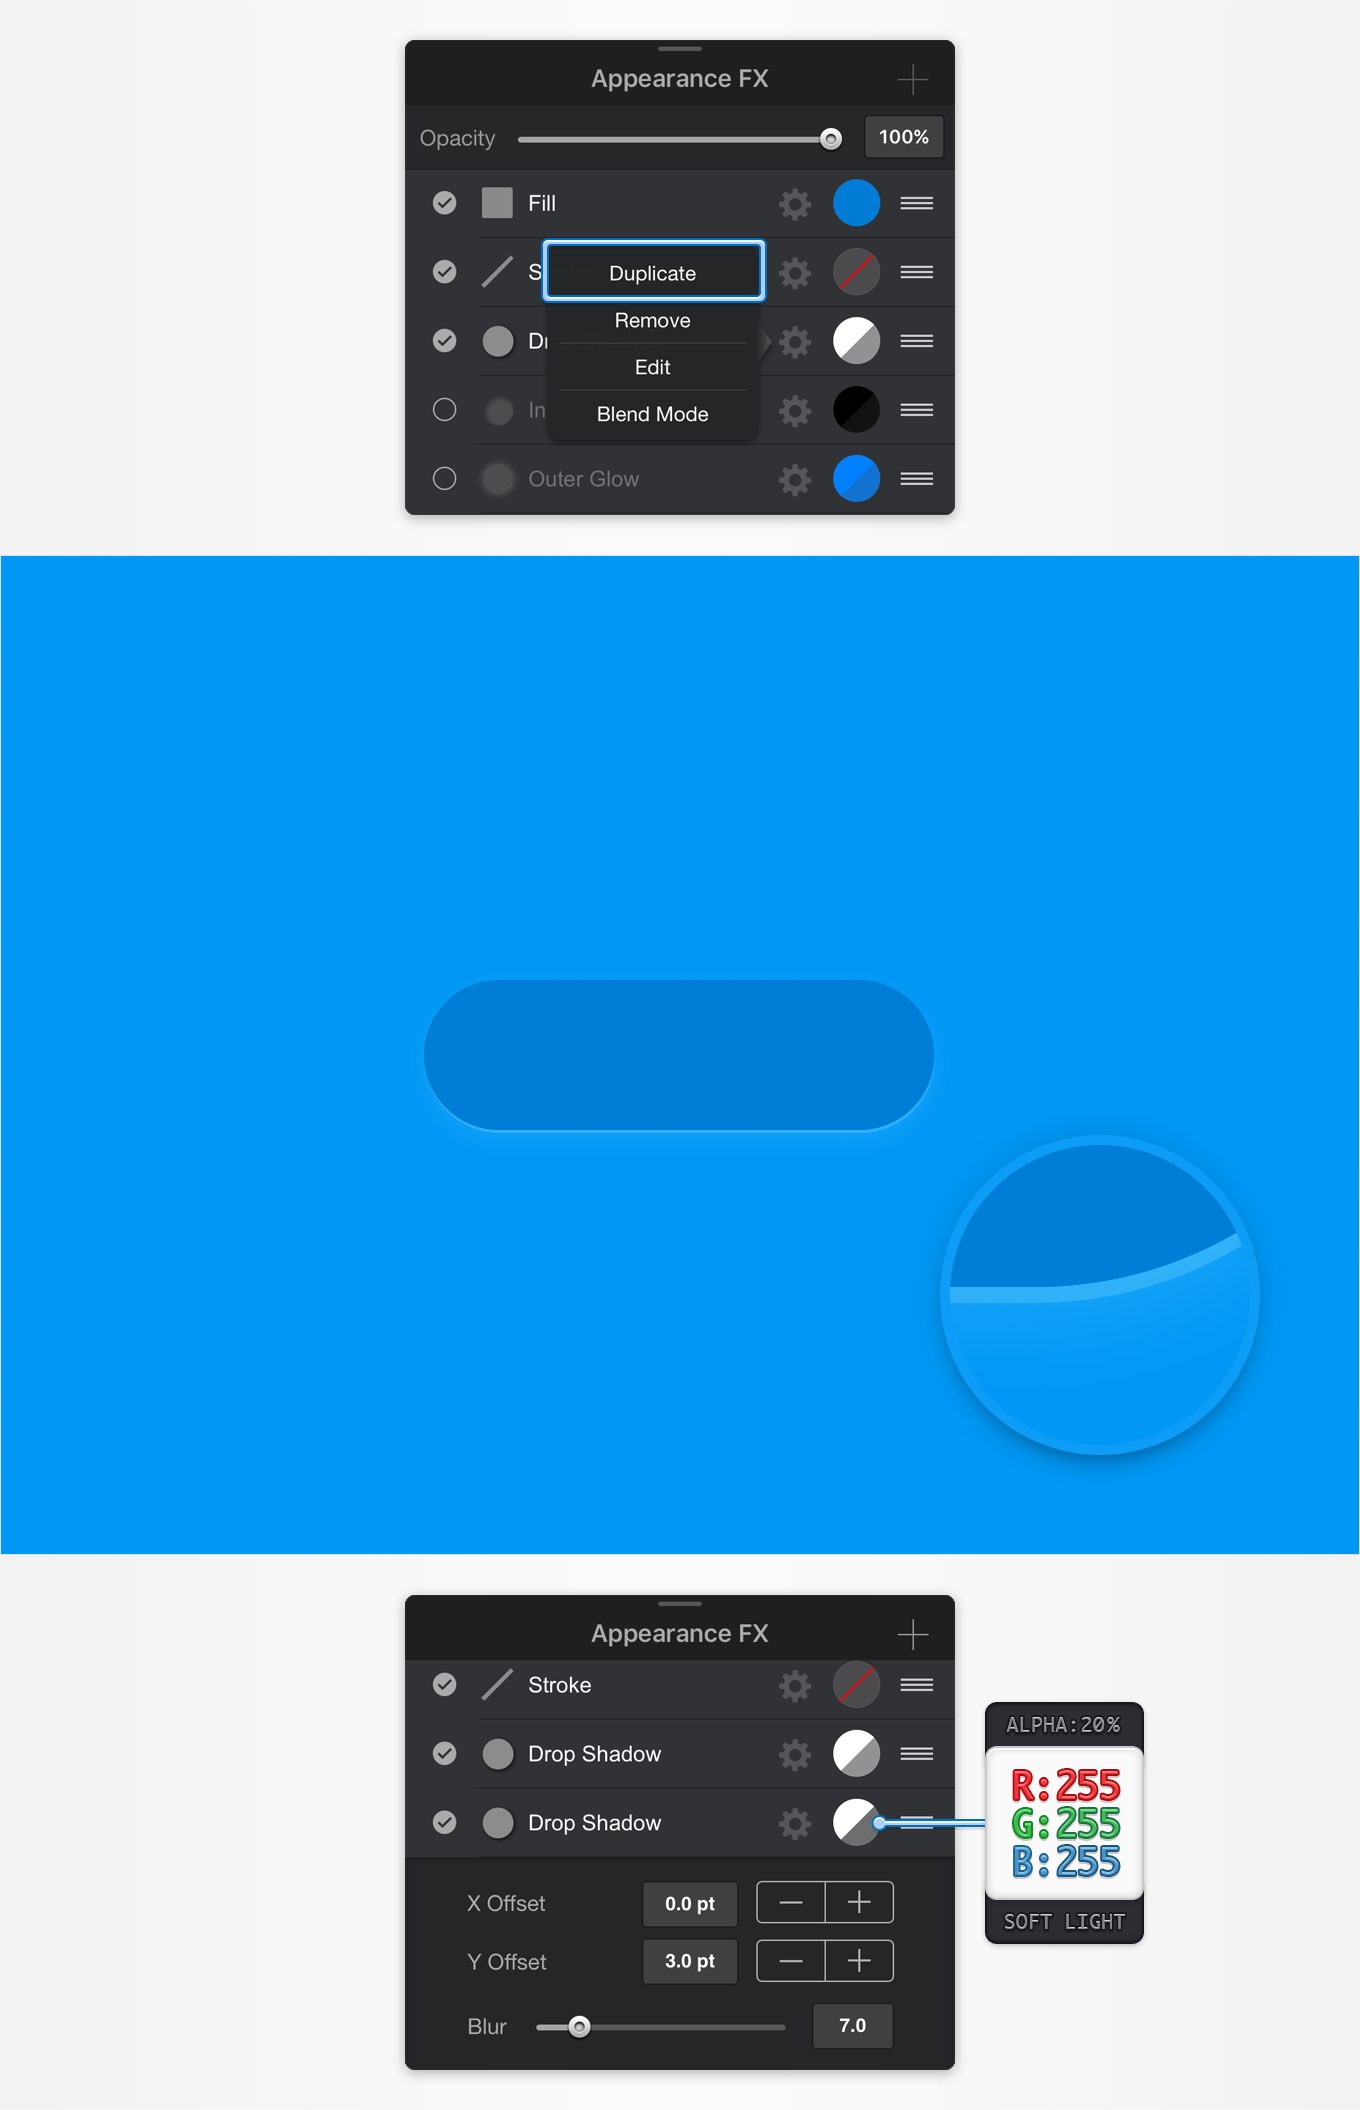 Appearance FX
Opacity 100%
Fill
S
Duplicate
Remove
Dr
Edit
In
Blend Mode
Outer Glow
Appearance FX
Stroke
Drop Shadow
Drop Shadow
ALPHA:20%
R:255
G:255
B:255
SOFT LIGHT
X Offset 0.0 pt
Y Offset 3.0 pt
Blur 7.0